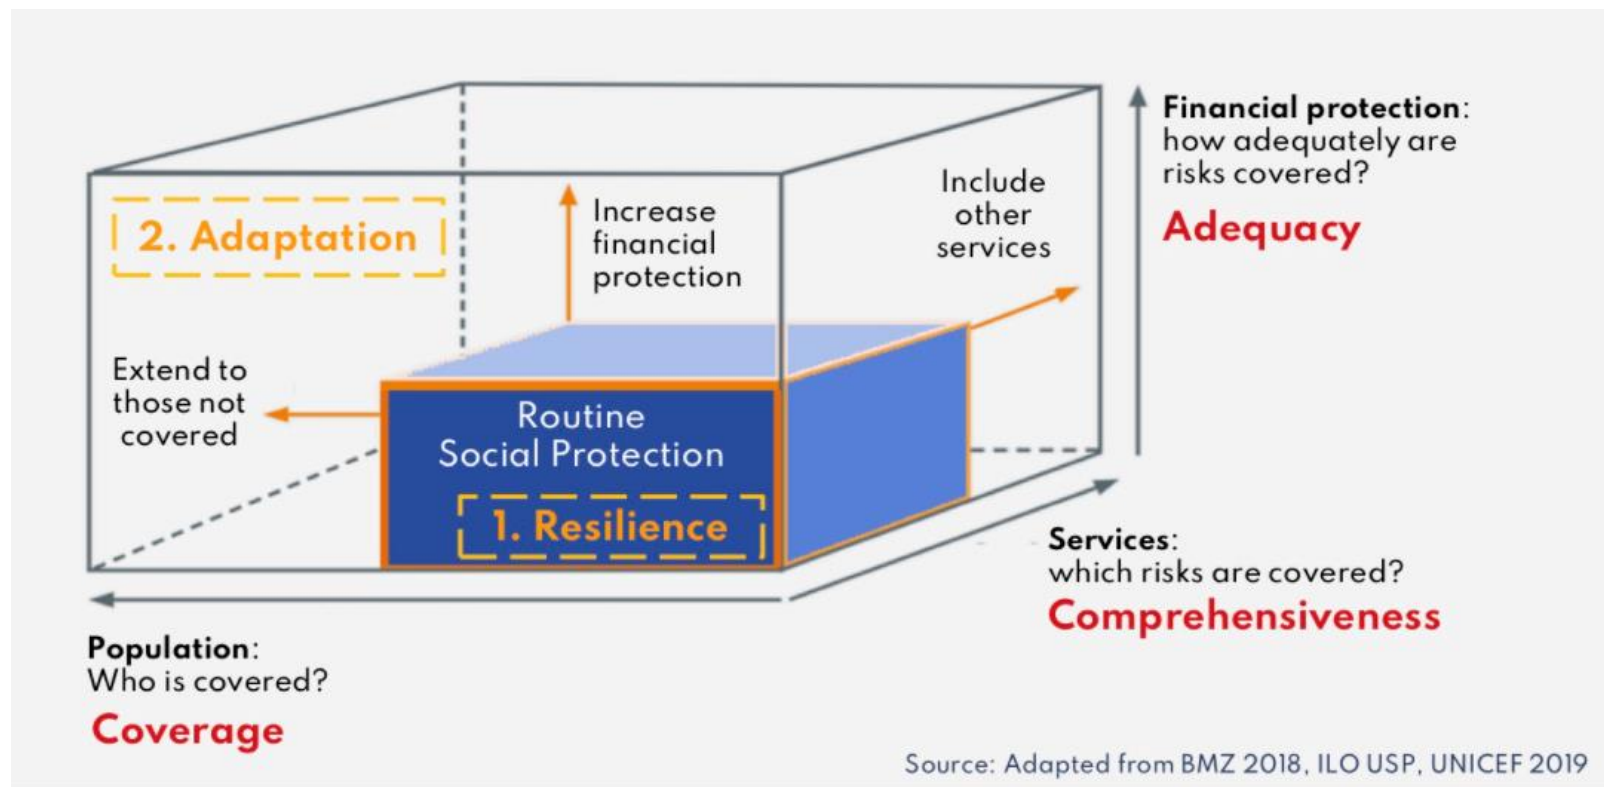 Financial protection:
how adequately are
risks covered?
Adequacy
Include
other
services
Increase
financial
protection
2. Adaptation
Extend to
those not
covered
Routine
Social Protection
1. Resilience
Services:
which risks are covered?
Comprehensiveness
Population:
Who is covered?
Coverage
Source: Adapted from BMZ 2018, ILO USP, UNICEF 2019